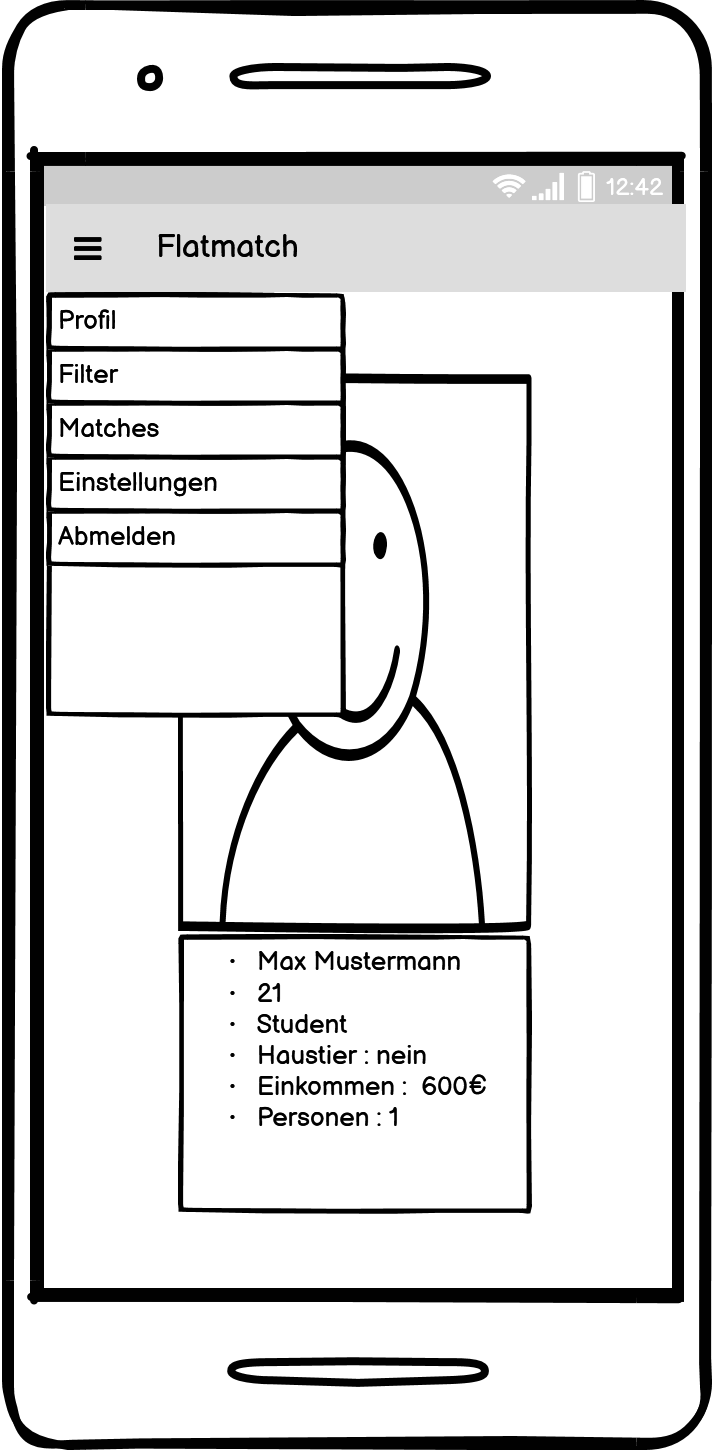 12:42
Flatmatch
Profil
Filter
Matches
Einstellungen
Abmelden
· Max Mustermann
· 21
· Student
· Haustier : nein
· Einkommen : 600€
· Personen : 1